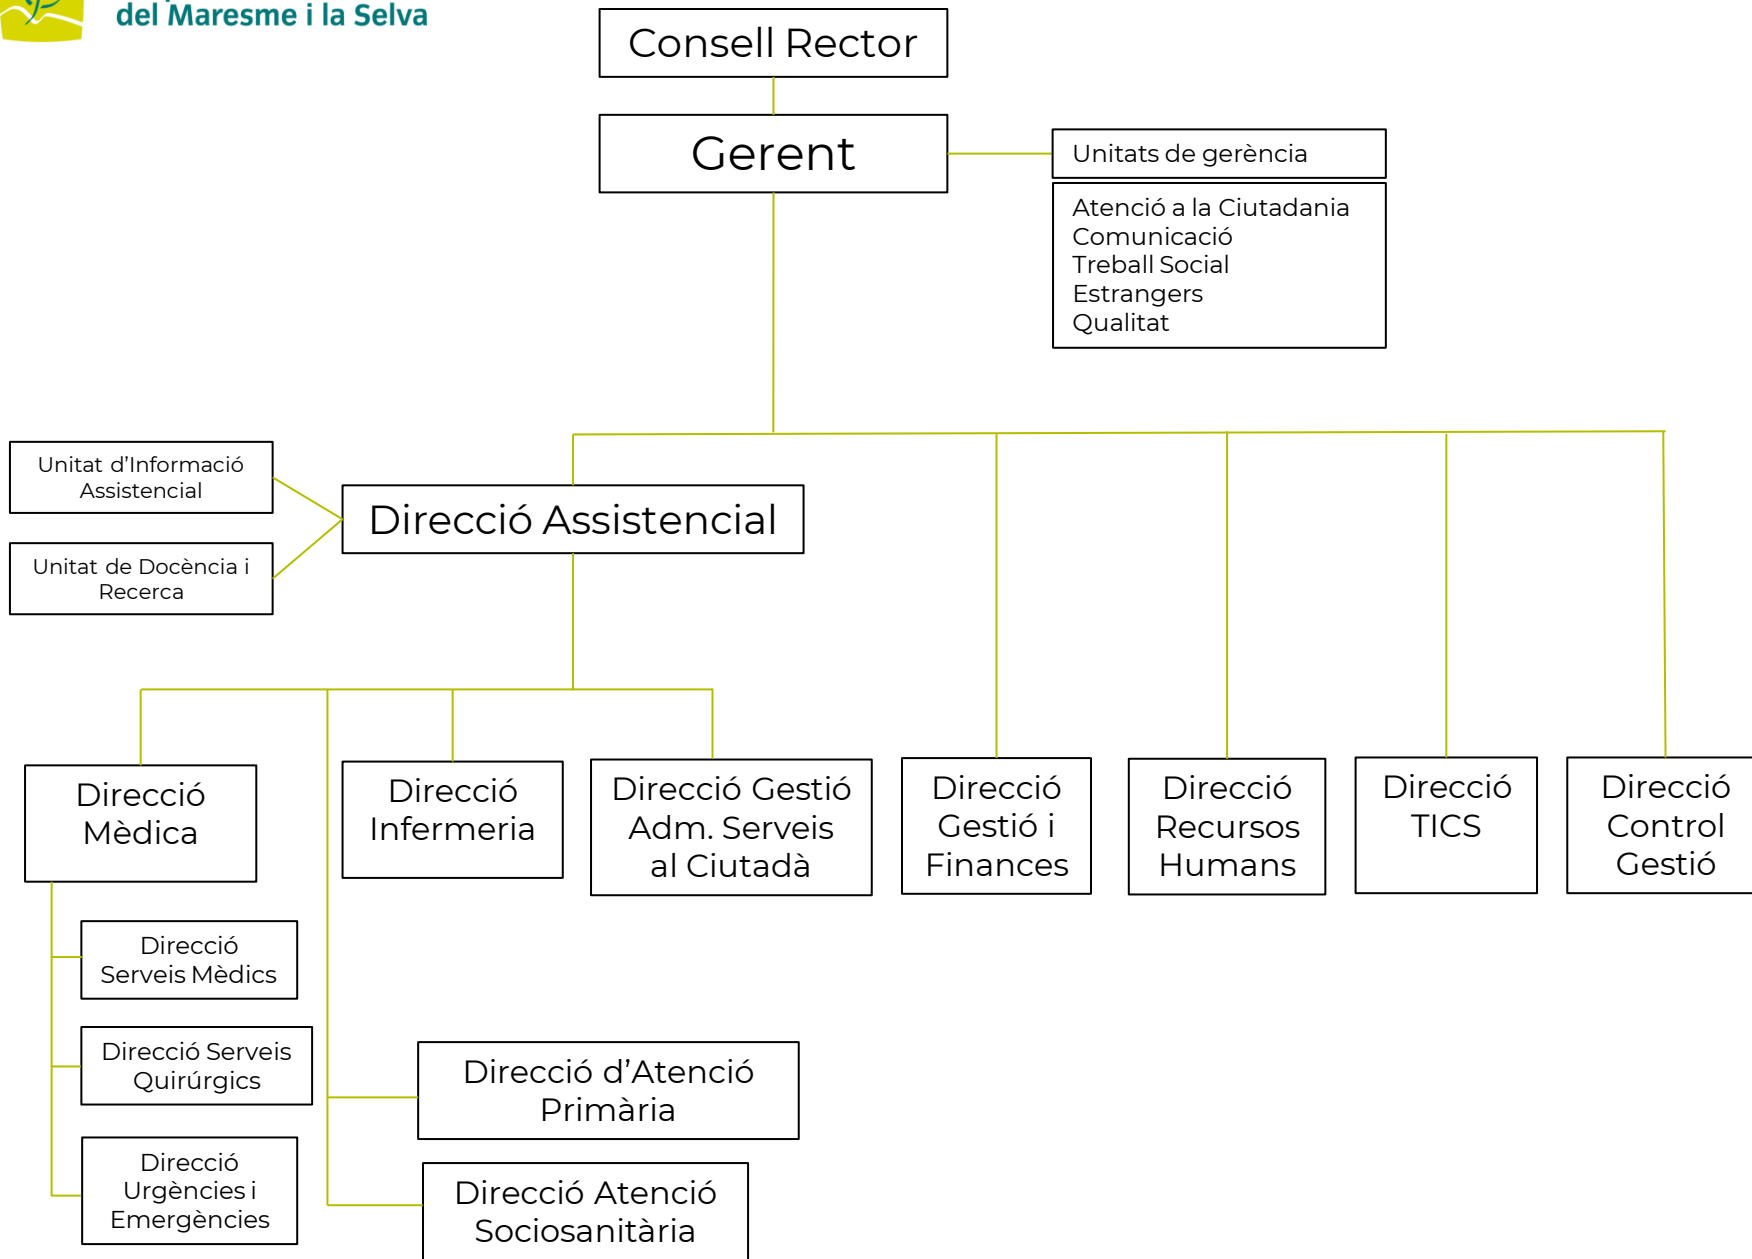 del Maresme i la Selva
Consell Rector
Gerent
Unitats de gerència
Atenció a la Ciutadania
Comunicació
Treball Social
Estrangers
Qualitat
Unitat d’Informació
Assistencial
Unitat de Docència i
Recerca
Direcció Assistencial
Direcció
Mèdica
Direcció
Infermeria
Direcció Gestió
Adm. Serveis
al Ciutadà
Direcció
Gestió i
Finances
Direcció
Recursos
Humans
Direcció
TICS
Direcció
Control
Gestió
Direcció
Serveis Mèdics
Direcció Serveis
Quirúrgics
Direcció
Urgències i
Emergències
Direcció d’Atenció
Primària
Direcció Atenció
Sociosanitària